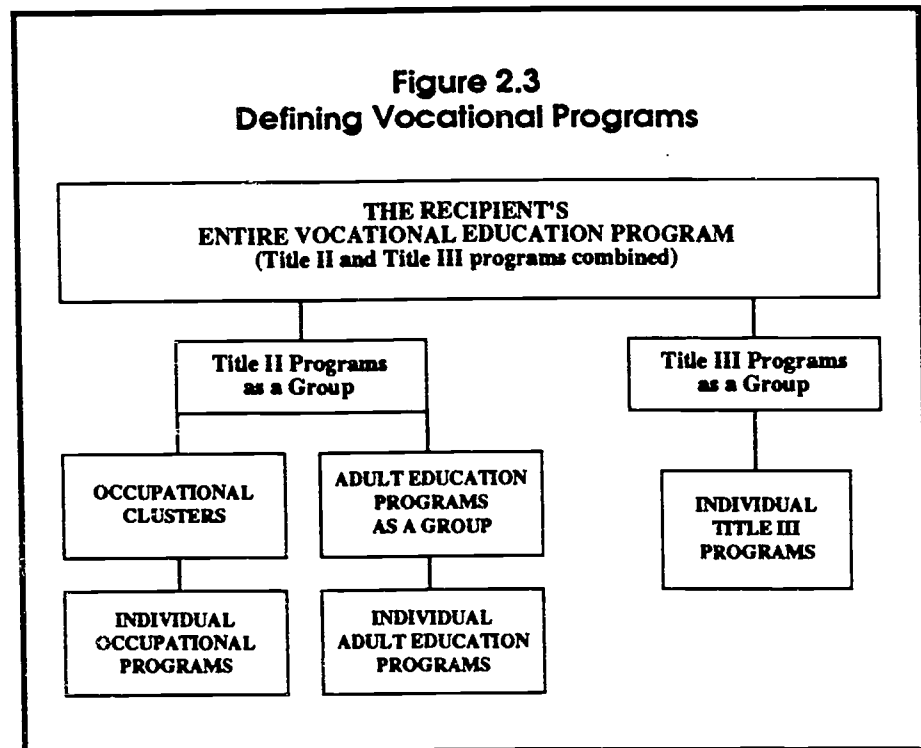 Figure 2.3
Defining Vocational Programs
THE RECIPIENT'S
ENTIRE VOCATIONAL EDUCATION PROGRAM
(Title II and Title III programs combined)
Title II Programs
as a Group
Title III Programs
as a Group
OCCUPATIONAL
CLUSTERS
ADULT EDUCATION
PROGRAMS
AS A GROUP
INDIVIDUAL
TITLE III
PROGRAMS
INDIVIDUAL
OCCUPATIONAL
PROGRAMS
INDIVIDUAL
ADULT EDUCATION
PROGRAMS